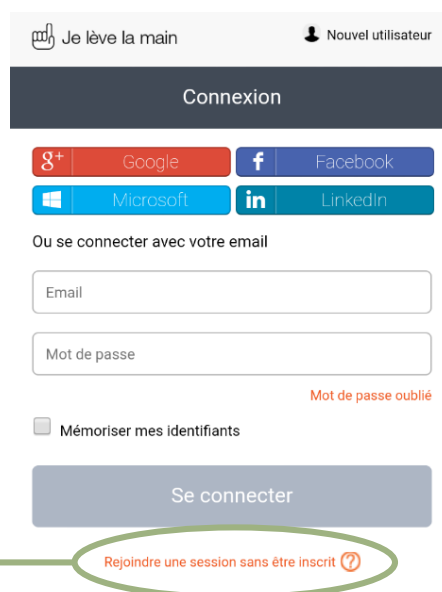 Je lève la main
Nouvel utilisateur
Connexion
g+ Google
f Facebook
Microsoft
in LinkedIn
Ou se connecter avec votre email
Email
Mot de passe
Mot de passe oublié
Mémoriser mes identifiants
Se connecter
Rejoindre une session sans être inscrit ?